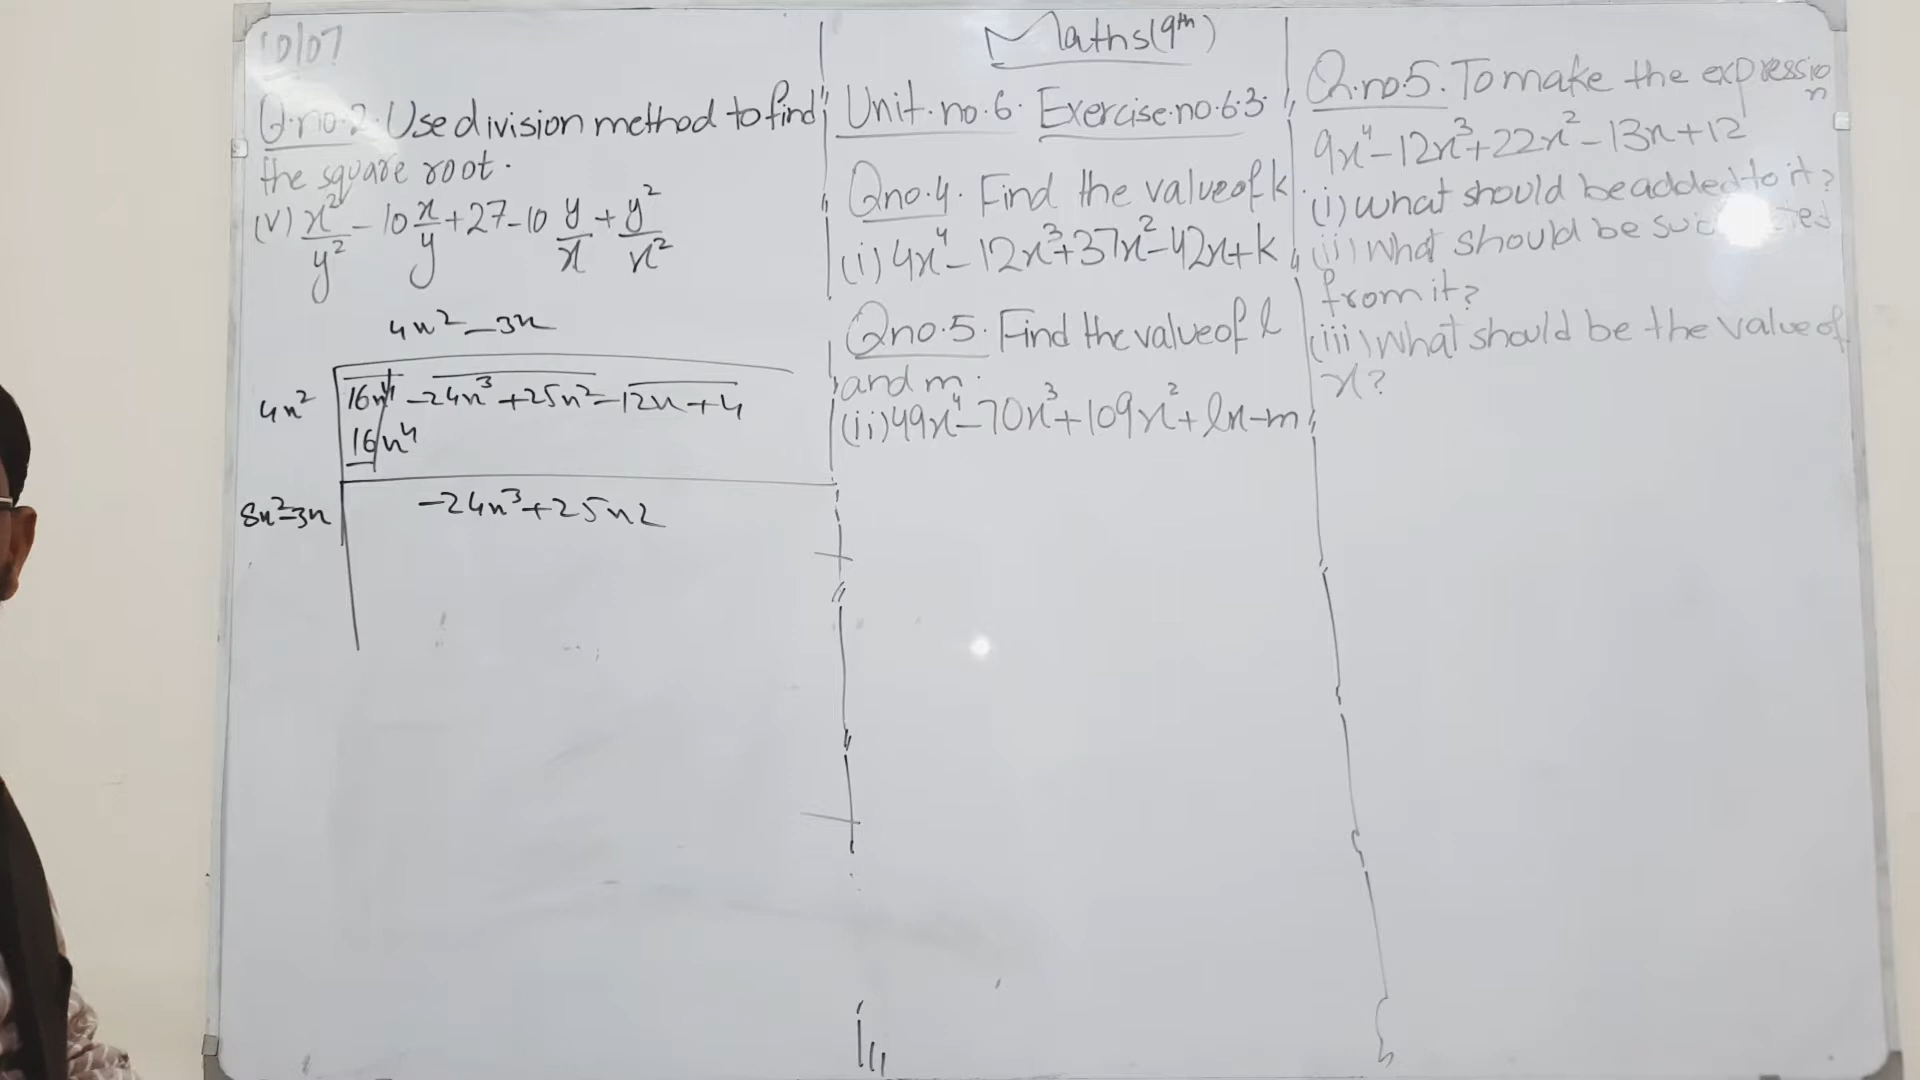 10/07
Q.no.2. Use division method to find
the square root.
(v) x²/y² - 10 x/y + 27 - 10 y/x + y²/x²
4x² - 3x
4x² 16x⁴ - 24x³ + 25x² - 12x + 4
16x⁴
8x² - 3x -24x³ + 25x2
Maths (9th)
Unit.no.6. Exercise.no.6.3.
Qno.4. Find the value of k.
(i) 4x⁴ - 12x³ + 37x² - 42x + k
Qno.5. Find the value of l
and m.
(ii) 49x⁴ - 70x³ + 109x² + lx - m
Q.no.5. To make the expression
9x⁴ - 12x³ + 22x² - 13x + 12
(i) what should be added to it?
(ii) What should be
from it?
(iii) What should be the value of
x?